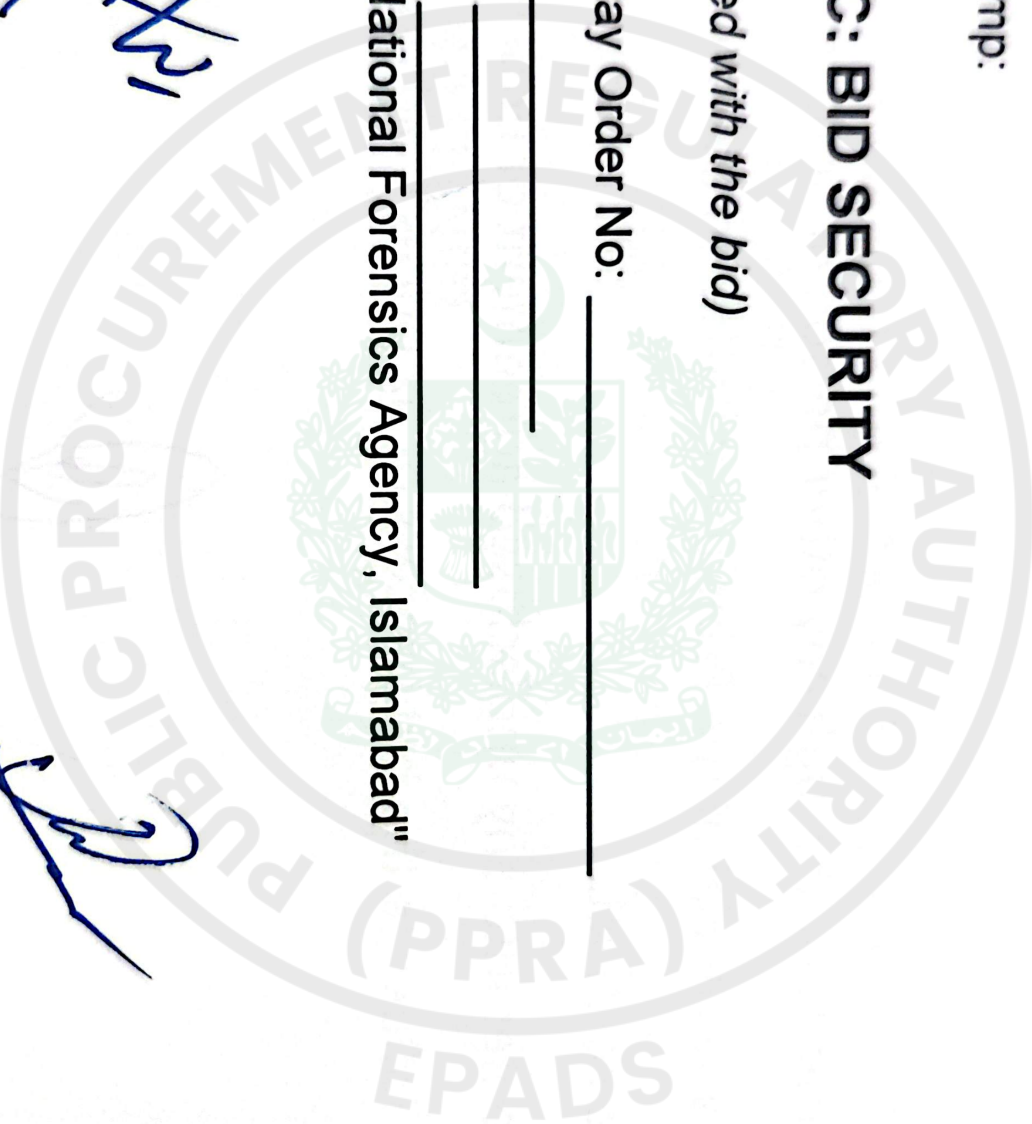 mp:
C: BID SECURITY
ed with the bid)
ay Order No:
lational Forensics Agency, Islamabad"
PUBLIC PROCUREMENT REGULATORY AUTHORITY
(PPRA)
EPADS